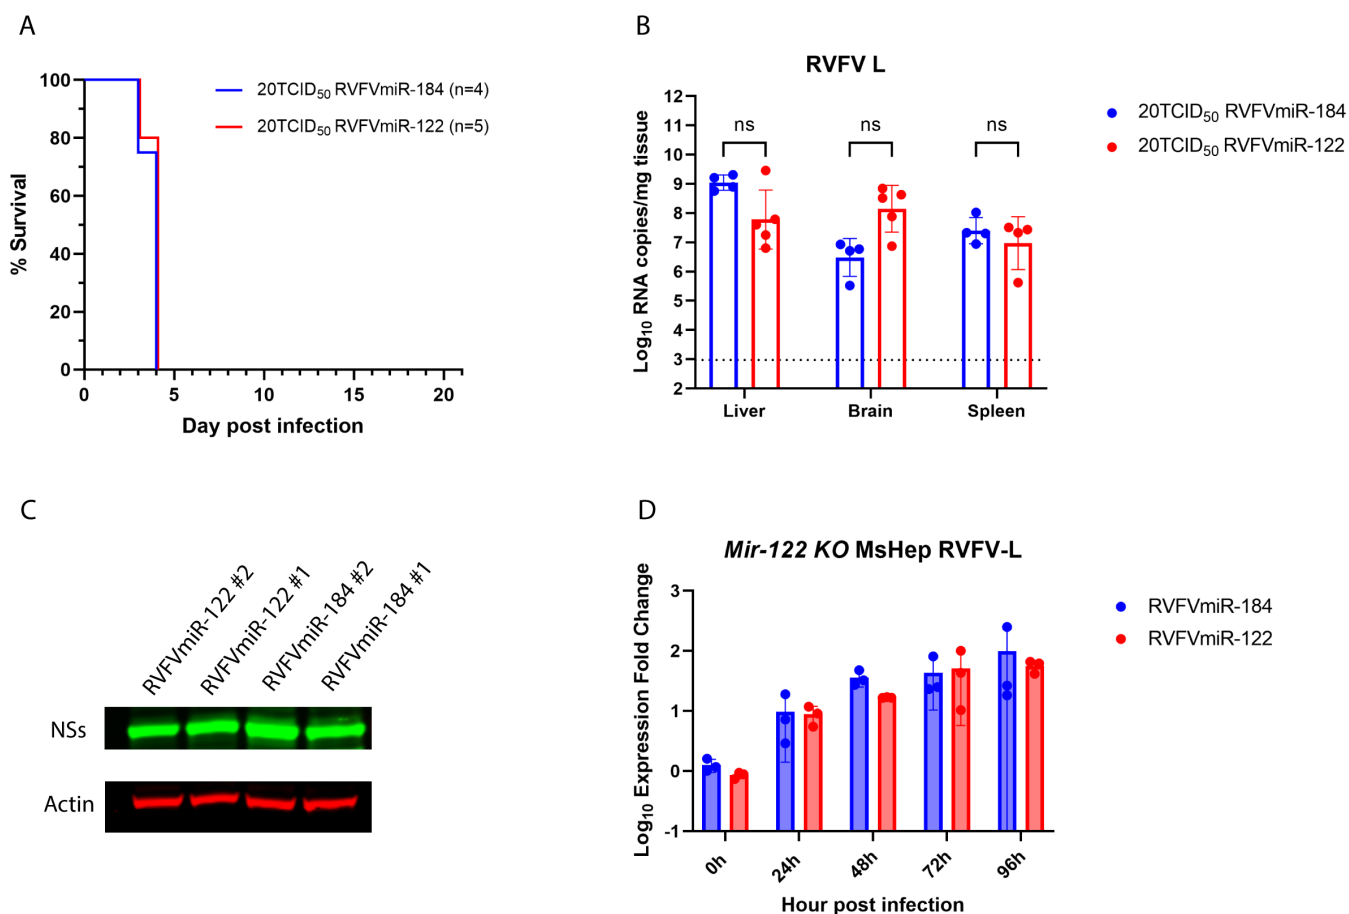 A
100
80
60
40
20
0
% Survival
0
5
10
15
20
Day post infection
20TCID50 RVFVmiR-184 (n=4)
20TCID50 RVFVmiR-122 (n=5)
B
RVFV L
12
11
10
9
8
7
6
5
4
3
2
Log10 RNA copies/mg tissue
ns
ns
ns
Liver
Brain
Spleen
20TCID50 RVFVmiR-184
20TCID50 RVFVmiR-122
C
RVFVmiR-122 #2
RVFVmiR-122 #1
RVFVmiR-184 #2
RVFVmiR-184 #1
NSs
Actin
D
Mir-122 KO MsHep RVFV-L
3
2
1
0
-1
Log10 Expression Fold Change
0h
24h
48h
72h
96h
Hour post infection
RVFVmiR-184
RVFVmiR-122